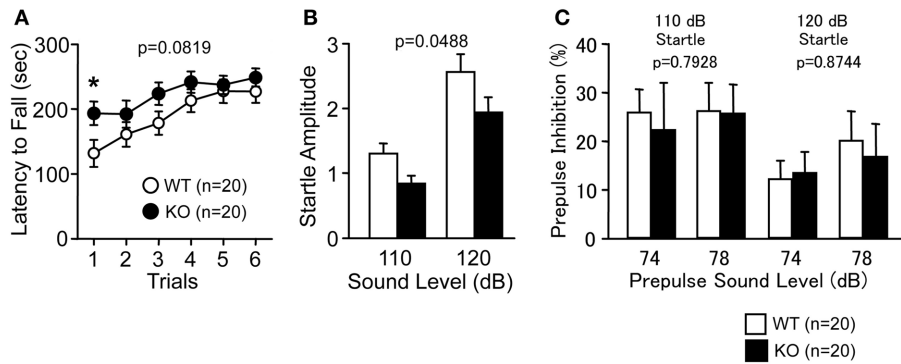 A
p=0.0819
Latency to Fall (sec)
300
200
100
0
*
WT (n=20)
KO (n=20)
1 2 3 4 5 6
Trials
B
p=0.0488
Startle Amplitude
3
2
1
0
110 120
Sound Level (dB)
C
110 dB
Startle
p=0.7928
120 dB
Startle
p=0.8744
Prepulse Inhibition (%)
40
30
20
10
0
74 78 74 78
Prepulse Sound Level (dB)
WT (n=20)
KO (n=20)